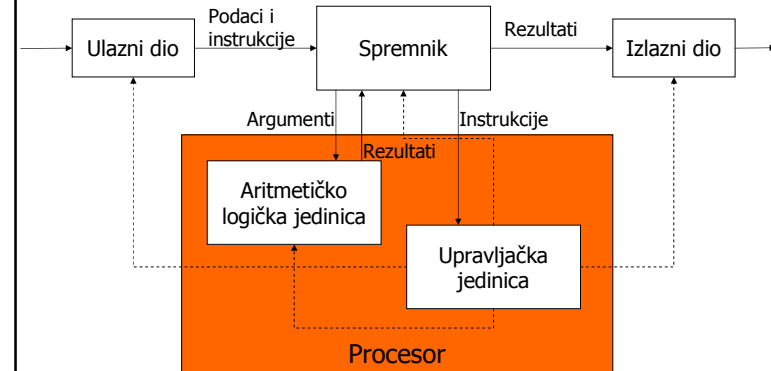 Podaci i
instrukcije
Ulazni dio
Spremnik
Rezultati
Izlazni dio
Argumenti
Instrukcije
Rezultati
Aritmetičko
logička jedinica
Upravljačka
jedinica
Procesor